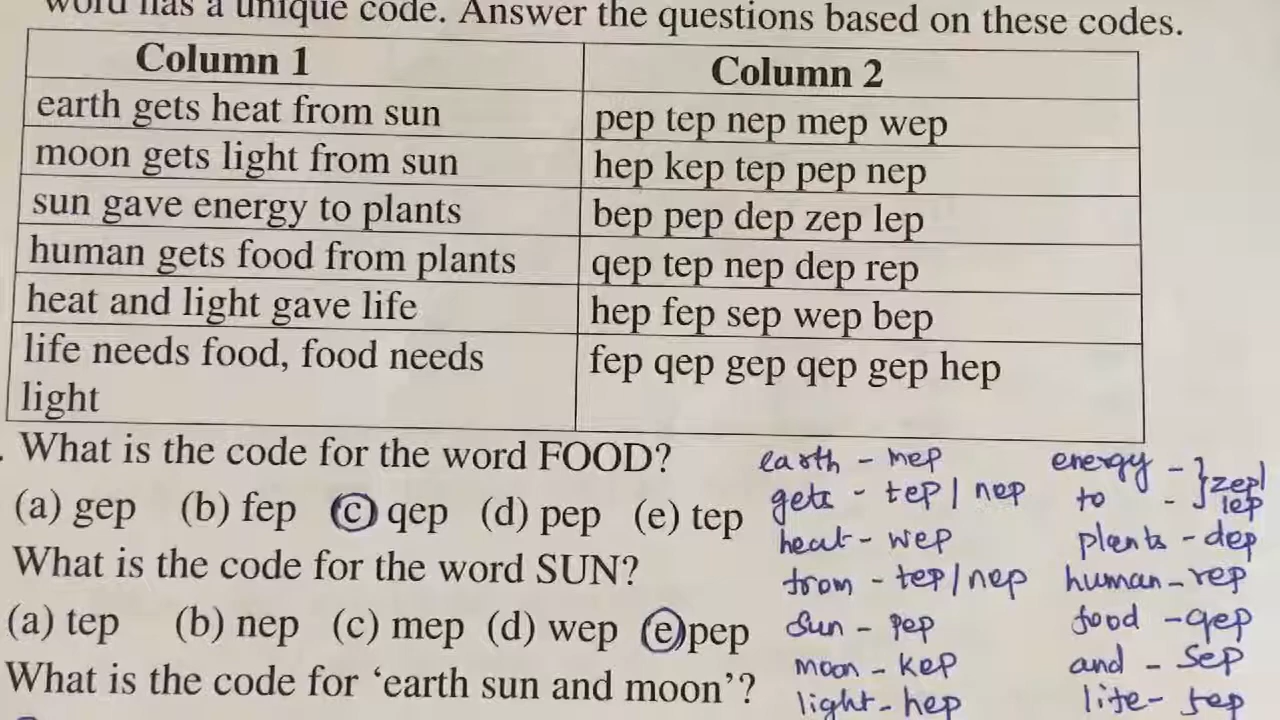 word has a unique code. Answer the questions based on these codes.
Column 1 Column 2
earth gets heat from sun pep tep nep mep wep
moon gets light from sun hep kep tep pep nep
sun gave energy to plants bep pep dep zep lep
human gets food from plants qep tep nep dep rep
heat and light gave life hep fep sep wep bep
life needs food, food needs fep qep gep qep gep hep
light
What is the code for the word FOOD?
(a) gep (b) fep (c) qep (d) pep (e) tep
What is the code for the word SUN?
(a) tep (b) nep (c) mep (d) wep (e) pep
What is the code for ‘earth sun and moon’?
earth - mep
gets - tep / nep
heat - wep
from - tep/nep
sun - pep
moon - kep
light - hep
energy - } zep/
to - lep
plants - dep
human - rep
food - qep
and - sep
life - fep